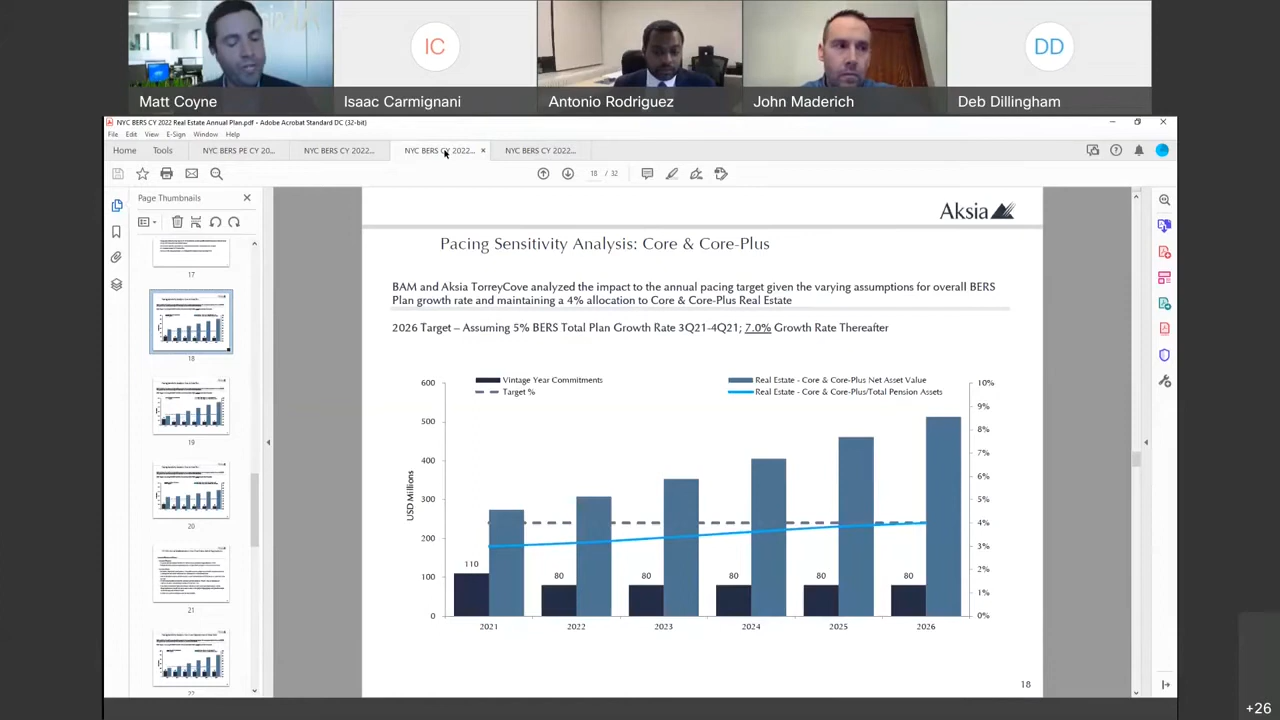 IC
DD
Matt Coyne
Isaac Carmignani
Antonio Rodriguez
John Maderich
Deb Dillingham
NYC BERS CY 2022 Real Estate Annual Plan.pdf - Adobe Acrobat Standard DC (32-bit)
File Edit View E-Sign Window Help
Home Tools NYC BERS PE CY 20... NYC BERS CY 2022... NYC BERS CY 2022... NYC BERS CY 2022...
18 / 32
Page Thumbnails
17
18
19
20
21
22
Aksia
Pacing Sensitivity Analysis: Core & Core-Plus
BAM and Aksia TorreyCove analyzed the impact to the annual pacing target given the varying assumptions for overall BERS
Plan growth rate and maintaining a 4% allocation to Core & Core-Plus Real Estate
2026 Target – Assuming 5% BERS Total Plan Growth Rate 3Q21-4Q21; 7.0% Growth Rate Thereafter
Vintage Year Commitments
Real Estate - Core & Core-Plus Net Asset Value
Target %
Real Estate - Core & Core-Plus/Total Pension Assets
USD Millions
600
500
400
300
200
100
0
10%
9%
8%
7%
6%
5%
4%
3%
2%
1%
0%
110 80 80 80 80 80
2021 2022 2023 2024 2025 2026
18
+26